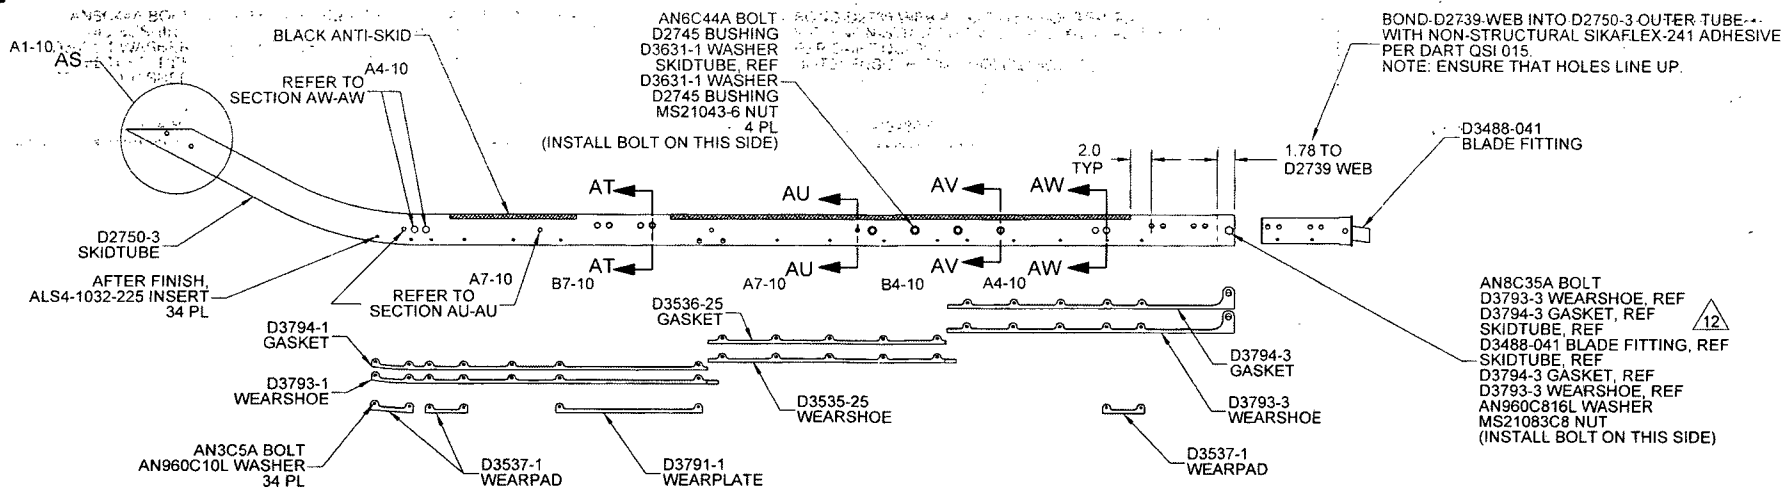 A1-10
AS
BLACK ANTI-SKID
REFER TO
SECTION AW-AW
A4-10
AN6C44A BOLT
D2745 BUSHING
D3631-1 WASHER
SKIDTUBE, REF
D3631-1 WASHER
D2745 BUSHING
MS21043-6 NUT
4 PL
(INSTALL BOLT ON THIS SIDE)
BOND D2739 WEB INTO D2750-3 OUTER TUBE
WITH NON-STRUCTURAL SIKAFLEX-241 ADHESIVE
PER DART QSI 015.
NOTE: ENSURE THAT HOLES LINE UP.
D3488-041
BLADE FITTING
2.0
TYP
1.78 TO
D2739 WEB
AT
AU
AV
AW
D2750-3
SKIDTUBE
AFTER FINISH,
ALS4-1032-225 INSERT
34 PL
REFER TO
SECTION AU-AU
A7-10
AT
B7-10
AU
A7-10
AV
B4-10
AW
A4-10
D3794-1
GASKET
D3793-1
WEARSHOE
D3536-25
GASKET
D3535-25
WEARSHOE
D3794-3
GASKET
D3793-3
WEARSHOE
AN3C5A BOLT
AN960C10L WASHER
34 PL
D3537-1
WEARPAD
D3791-1
WEARPLATE
D3537-1
WEARPAD
AN8C35A BOLT
D3793-3 WEARSHOE, REF
D3794-3 GASKET, REF
SKIDTUBE, REF
D3488-041 BLADE FITTING, REF
SKIDTUBE, REF
D3794-3 GASKET, REF
D3793-3 WEARSHOE, REF
AN960C816L WASHER
MS21083C8 NUT
(INSTALL BOLT ON THIS SIDE)
12